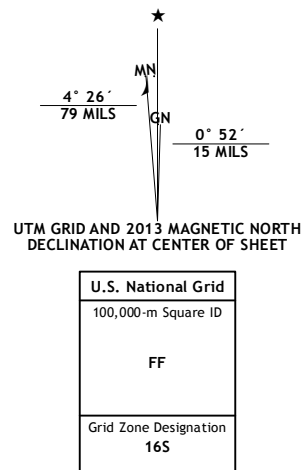 ★
MN
4° 26´
79 MILS
GN
0° 52´
15 MILS
UTM GRID AND 2013 MAGNETIC NORTH
DECLINATION AT CENTER OF SHEET
U.S. National Grid
100,000-m Square ID
FF
Grid Zone Designation
16S